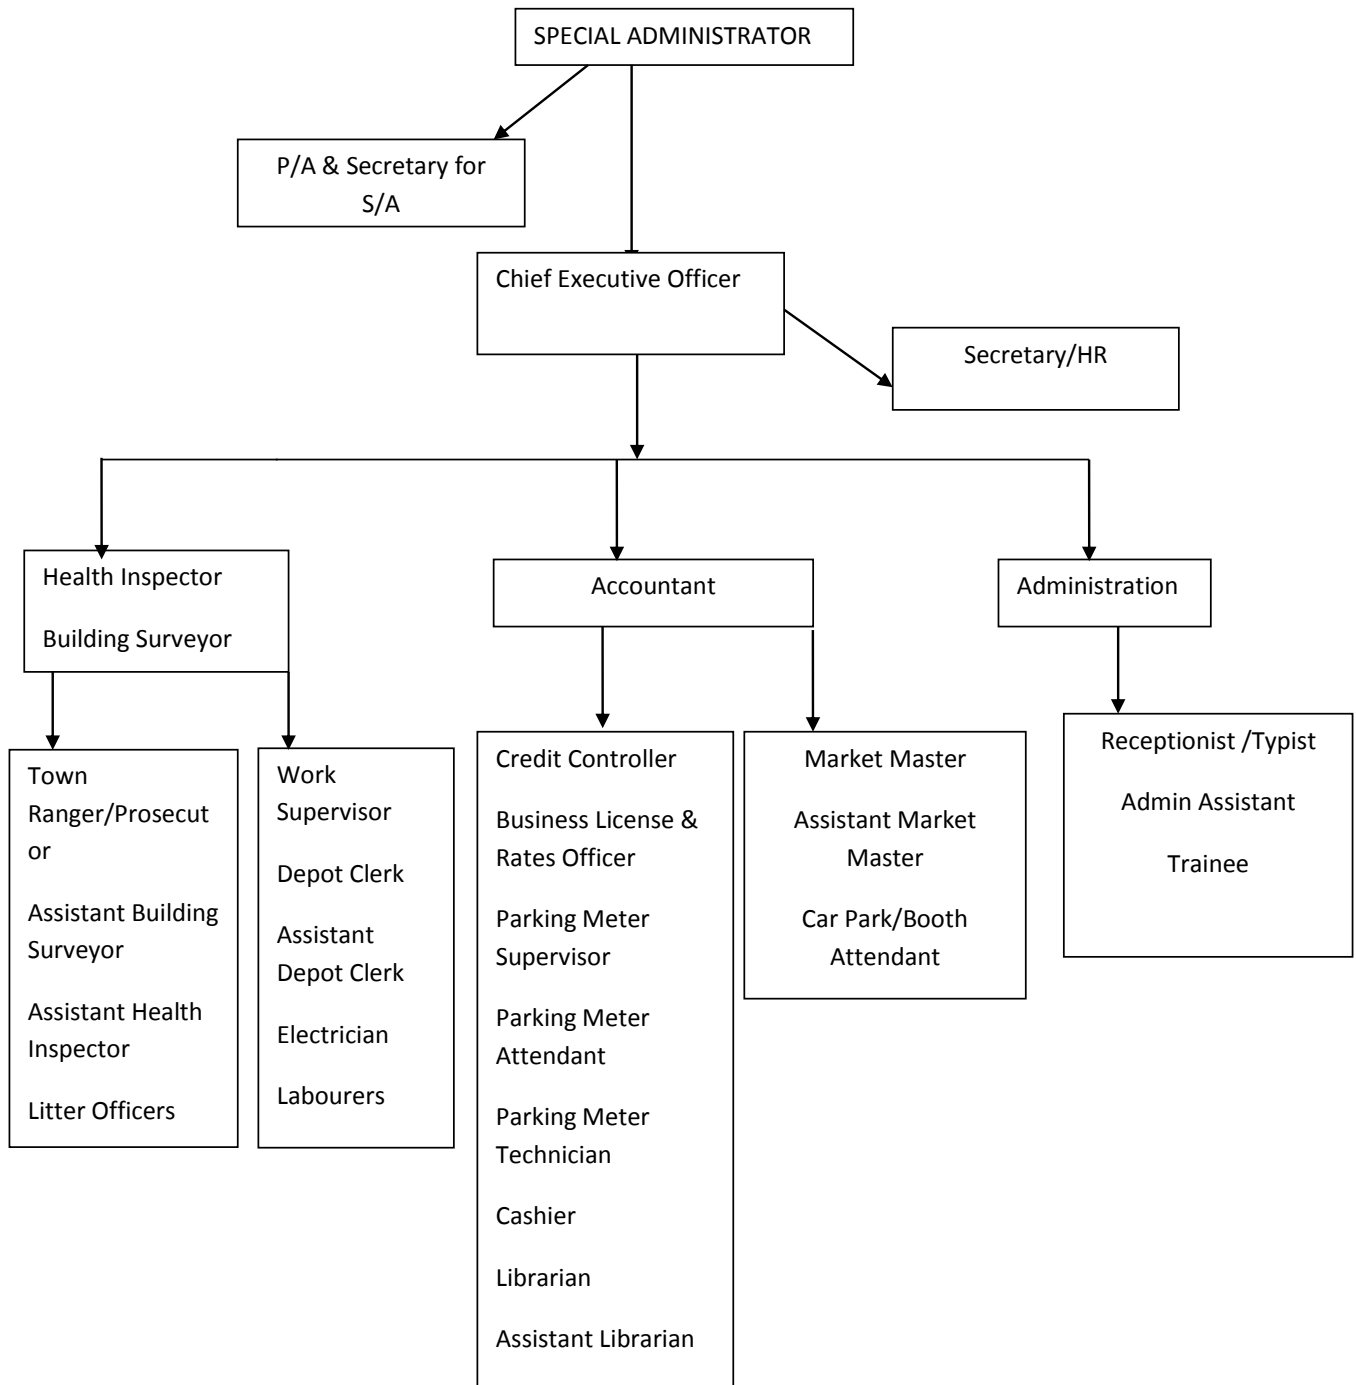 SPECIAL ADMINISTRATOR
P/A & Secretary for
S/A
Chief Executive Officer
Secretary/HR
Health Inspector
Building Surveyor
Accountant
Administration
Town
Ranger/Prosecut
or
Assistant Building
Surveyor
Assistant Health
Inspector
Litter Officers
Work
Supervisor
Depot Clerk
Assistant
Depot Clerk
Electrician
Labourers
Credit Controller
Business License &
Rates Officer
Parking Meter
Supervisor
Parking Meter
Attendant
Parking Meter
Technician
Cashier
Librarian
Assistant Librarian
Market Master
Assistant Market
Master
Car Park/Booth
Attendant
Receptionist /Typist
Admin Assistant
Trainee